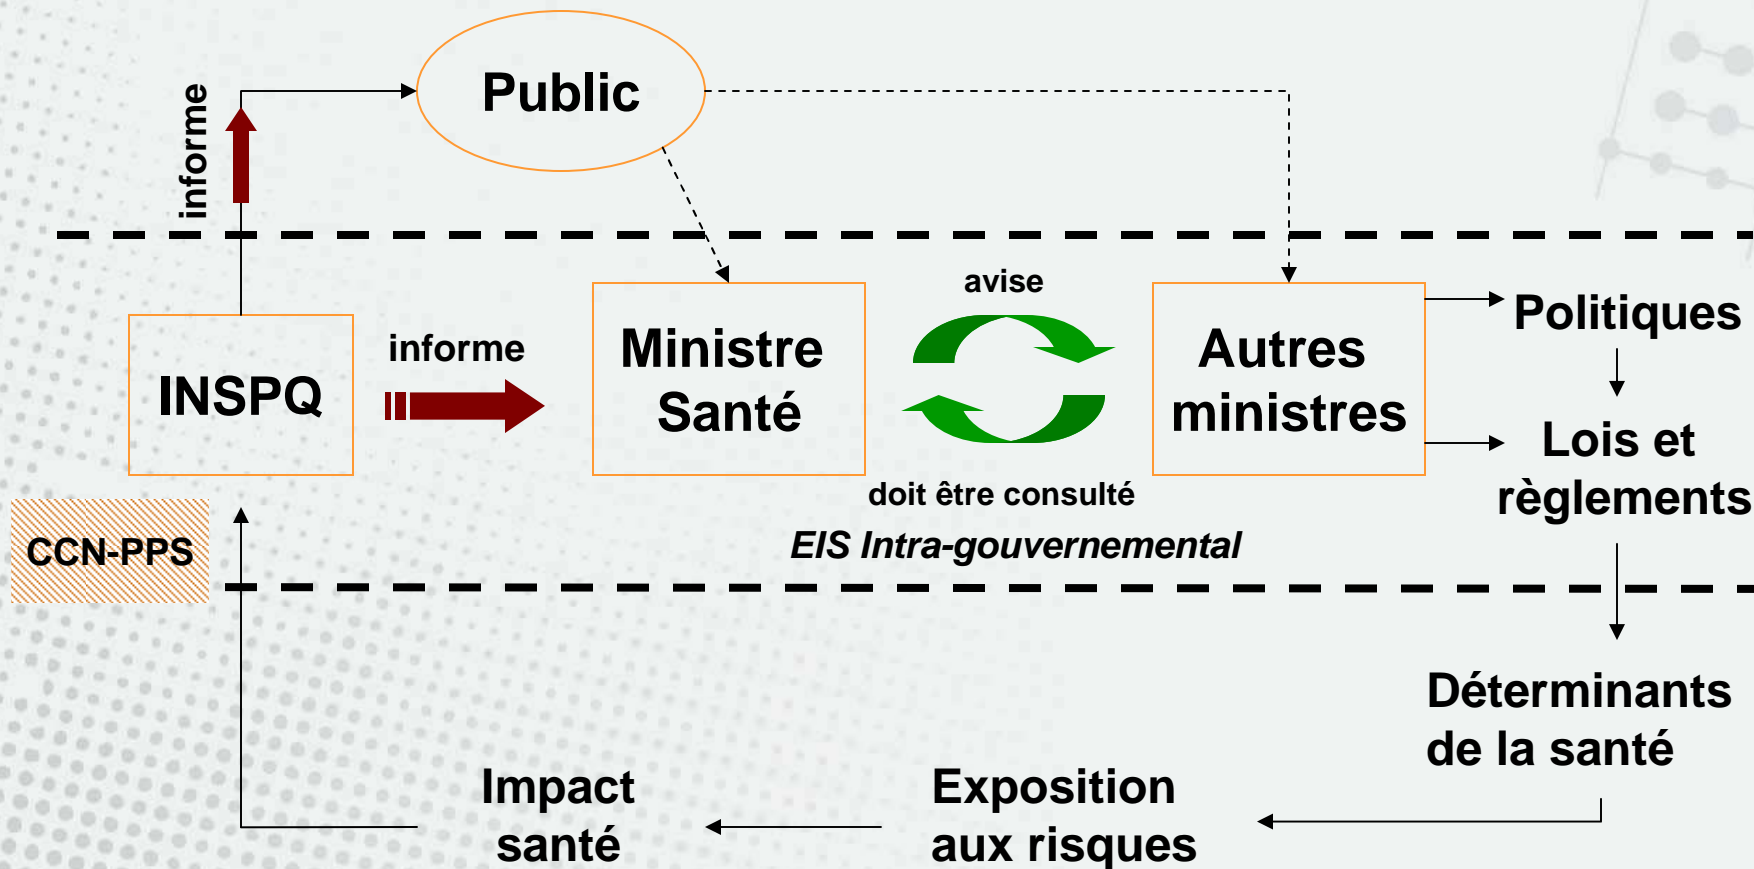 Public
informe
avise
informe
INSPQ
Ministre
Santé
Autres
ministres
Politiques
Lois et
règlements
doit être consulté
EIS Intra-gouvernemental
CCN-PPS
Déterminants
de la santé
Exposition
aux risques
Impact
santé